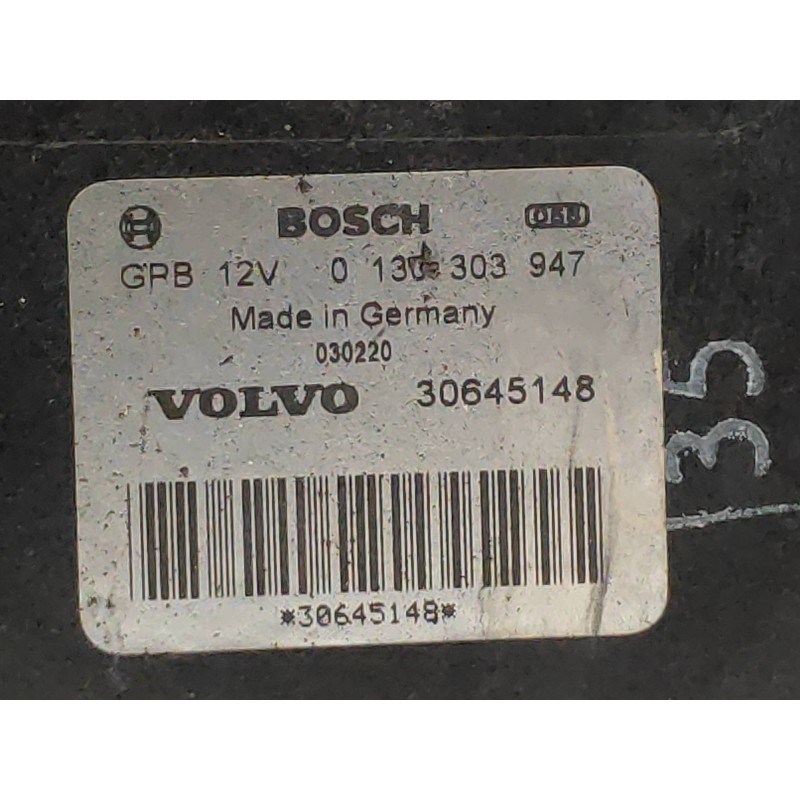 BOSCH
GPB 12V 0 130 303 947
Made in Germany
030220
VOLVO 30645148
*30645148*
35